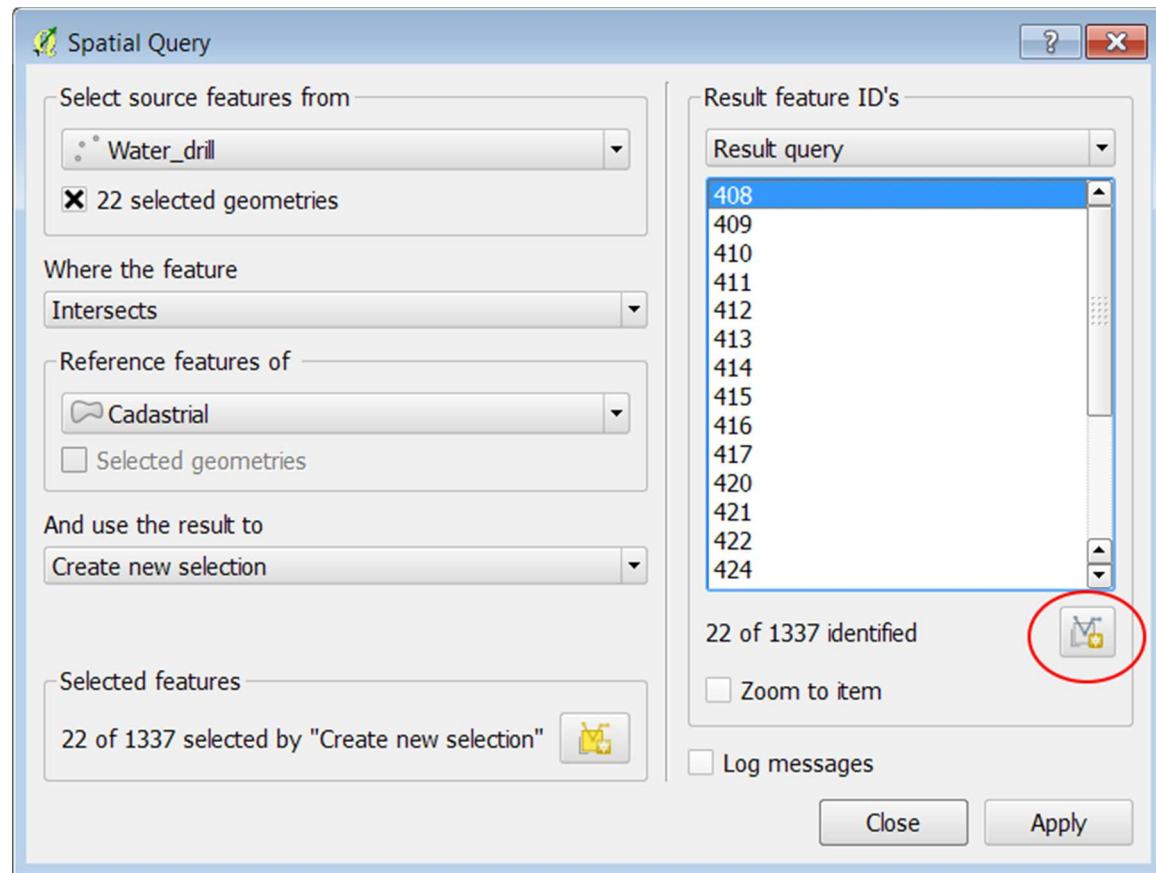 Spatial Query
?
Select source features from
Water_drill
22 selected geometries
Where the feature
Intersects
Reference features of
Cadastrial
Selected geometries
And use the result to
Create new selection
Selected features
22 of 1337 selected by "Create new selection"
Result feature ID's
Result query
408
409
410
411
412
413
414
415
416
417
420
421
422
424
22 of 1337 identified
Zoom to item
Log messages
Close
Apply